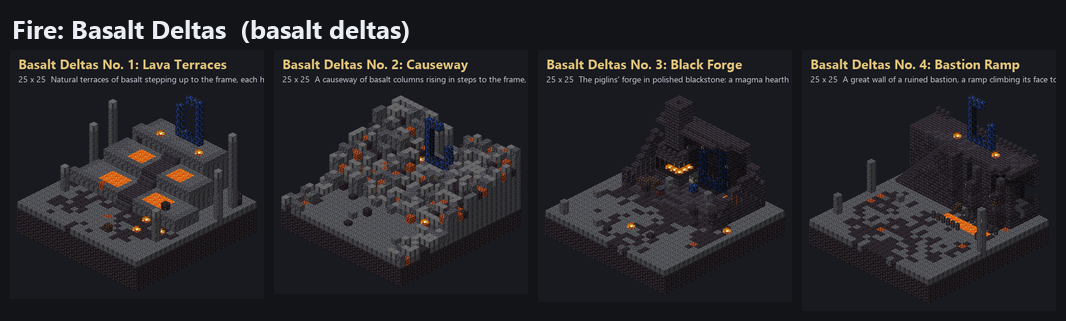 Fire: Basalt Deltas (basalt deltas)
Basalt Deltas No. 1: Lava Terraces
25 x 25 Natural terraces of basalt stepping up to the frame, each h
Basalt Deltas No. 2: Causeway
25 x 25 A causeway of basalt columns rising in steps to the frame,
Basalt Deltas No. 3: Black Forge
25 x 25 The piglins' forge in polished blackstone: a magma hearth
Basalt Deltas No. 4: Bastion Ramp
25 x 25 A great wall of a ruined bastion, a ramp climbing its face to